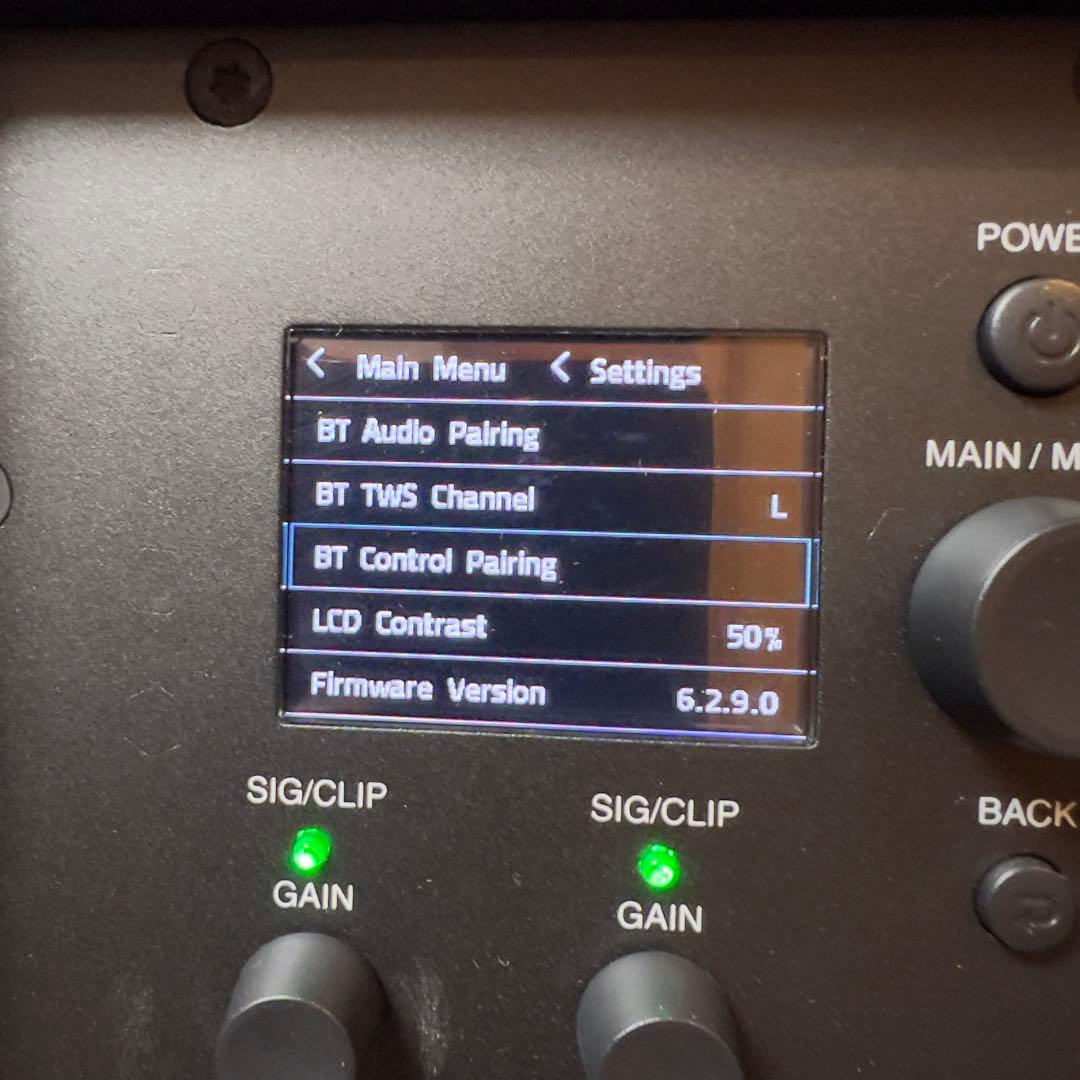 POWE
< Main Menu < Settings
BT Audio Pairing
MAIN / M
BT TWS Channel L
BT Control Pairing
LCD Contrast 50%
Firmware Version 6.2.9.0
SIG/CLIP SIG/CLIP
BACK
GAIN GAIN